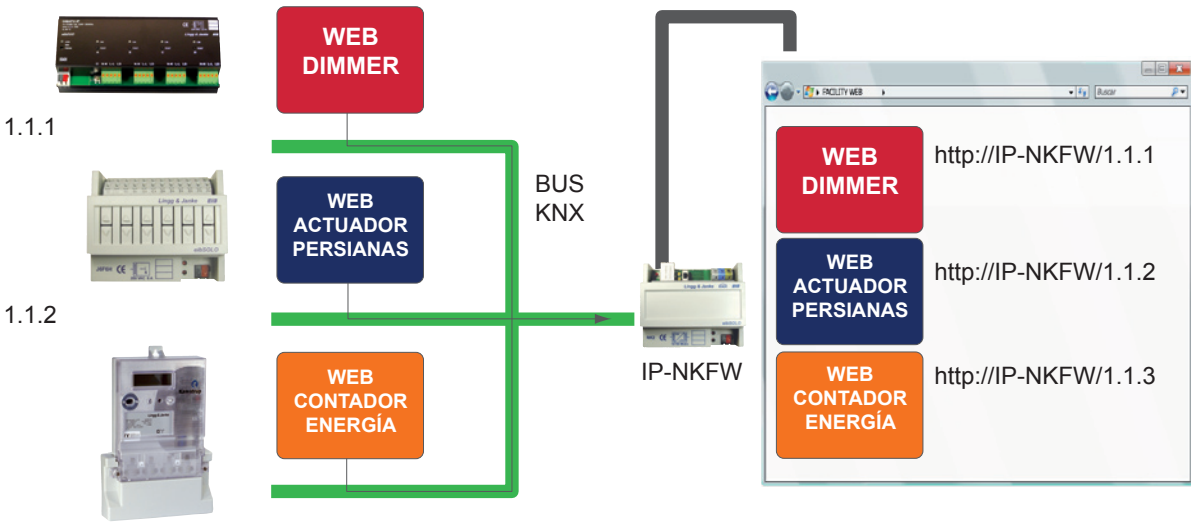 WEB
DIMMER
1.1.1
Lingg & Janke
WEB
ACTUADOR
PERSIANAS
1.1.2
WEB
CONTADOR
ENERGÍA
BUS
KNX
IP-NKFW
FACILITY WEB
Buscar
WEB
DIMMER
http://IP-NKFW/1.1.1
WEB
ACTUADOR
PERSIANAS
http://IP-NKFW/1.1.2
WEB
CONTADOR
ENERGÍA
http://IP-NKFW/1.1.3